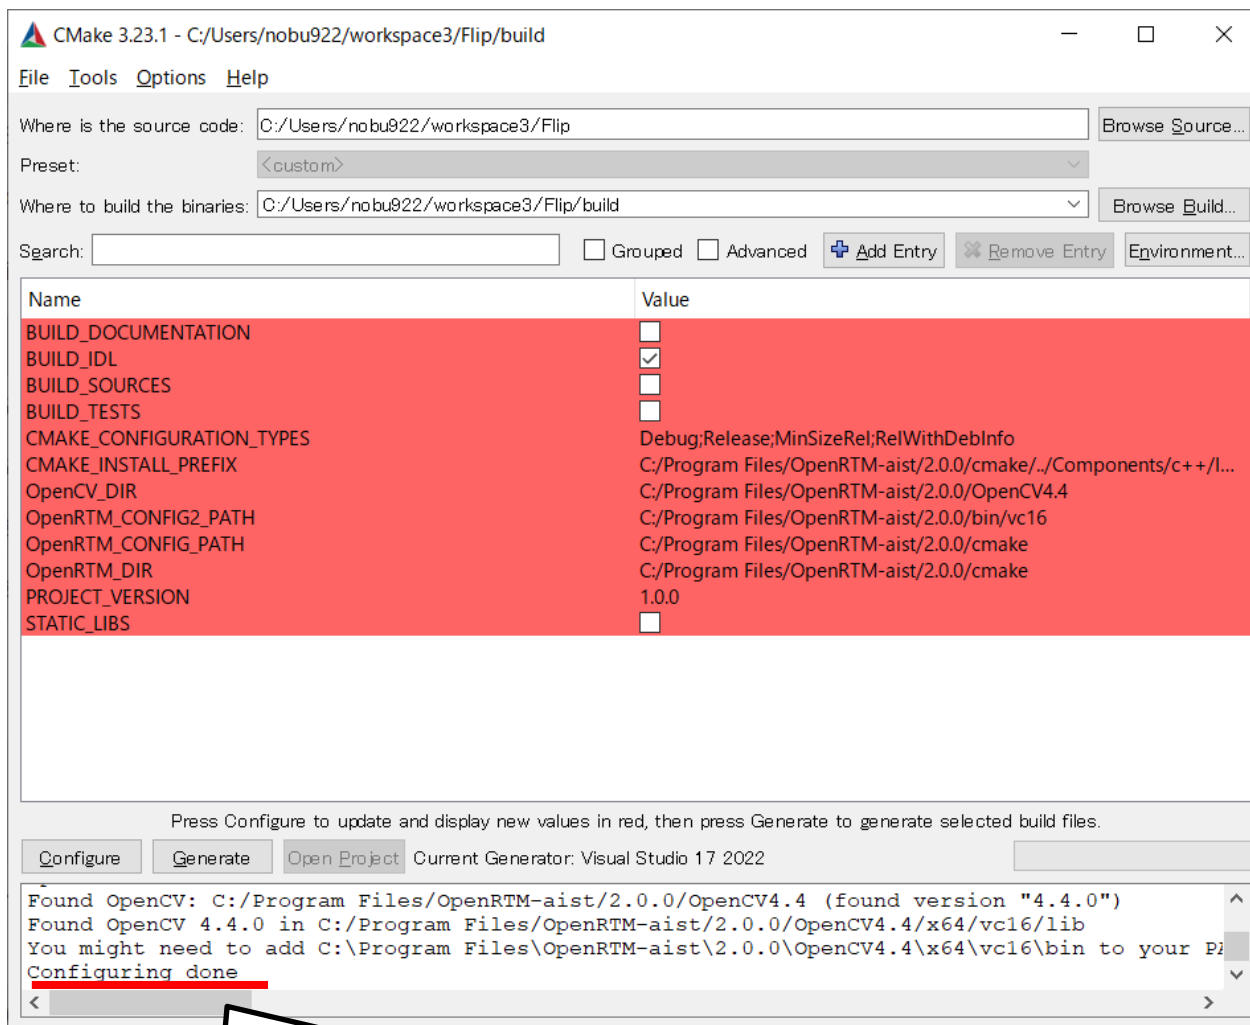 CMake 3.23.1 - C:/Users/nobu922/workspace3/Flip/build
File Tools Options Help
Where is the source code: C:/Users/nobu922/workspace3/Flip Browse Source...
Preset: <custom>
Where to build the binaries: C:/Users/nobu922/workspace3/Flip/build Browse Build...
Search: Grouped Advanced Add Entry Remove Entry Environment...
Name Value
BUILD_DOCUMENTATION
BUILD_IDL
BUILD_SOURCES
BUILD_TESTS
CMAKE_CONFIGURATION_TYPES Debug;Release;MinSizeRel;RelWithDebInfo
CMAKE_INSTALL_PREFIX C:/Program Files/OpenRTM-aist/2.0.0/cmake/../Components/c++/I...
OpenCV_DIR C:/Program Files/OpenRTM-aist/2.0.0/OpenCV4.4
OpenRTM_CONFIG2_PATH C:/Program Files/OpenRTM-aist/2.0.0/bin/vc16
OpenRTM_CONFIG_PATH C:/Program Files/OpenRTM-aist/2.0.0/cmake
OpenRTM_DIR C:/Program Files/OpenRTM-aist/2.0.0/cmake
PROJECT_VERSION 1.0.0
STATIC_LIBS
Press Configure to update and display new values in red, then press Generate to generate selected build files.
Configure Generate Open Project Current Generator: Visual Studio 17 2022
Found OpenCV: C:/Program Files/OpenRTM-aist/2.0.0/OpenCV4.4 (found version "4.4.0")
Found OpenCV 4.4.0 in C:/Program Files/OpenRTM-aist/2.0.0/OpenCV4.4/x64/vc16/lib
You might need to add C:\Program Files\OpenRTM-aist\2.0.0\OpenCV4.4\x64\vc16\bin to your
Configuring done